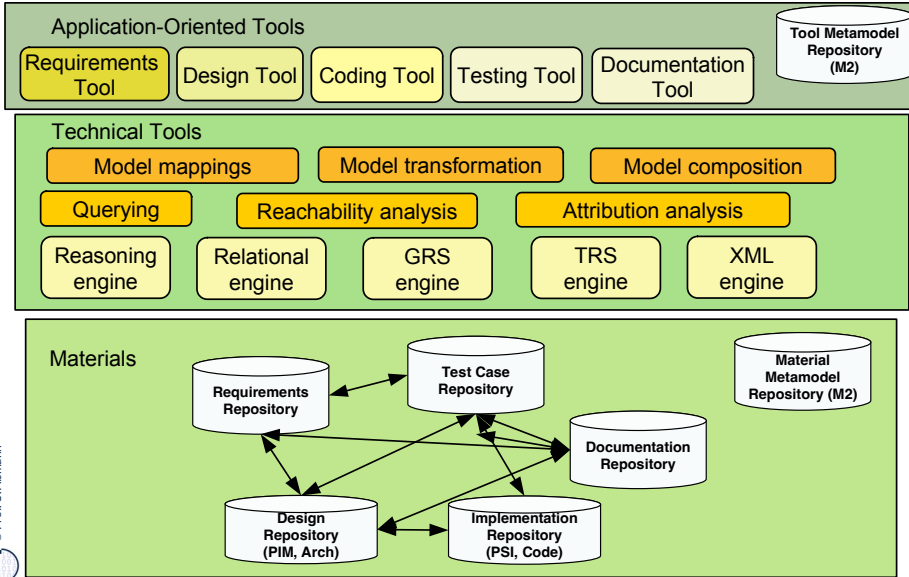 Application-Oriented Tools
Tool Metamodel
Repository
(M2)
Requirements
Tool
Design Tool
Coding Tool
Testing Tool
Documentation
Tool
Technical Tools
Model mappings
Model transformation
Model composition
Querying
Reachability analysis
Attribution analysis
Reasoning
engine
Relational
engine
GRS
engine
TRS
engine
XML
engine
Materials
Test Case
Repository
Material
Metamodel
Repository (M2)
Requirements
Repository
Documentation
Repository
Design
Repository
(PIM, Arch)
Implementation
Repository
(PSI, Code)